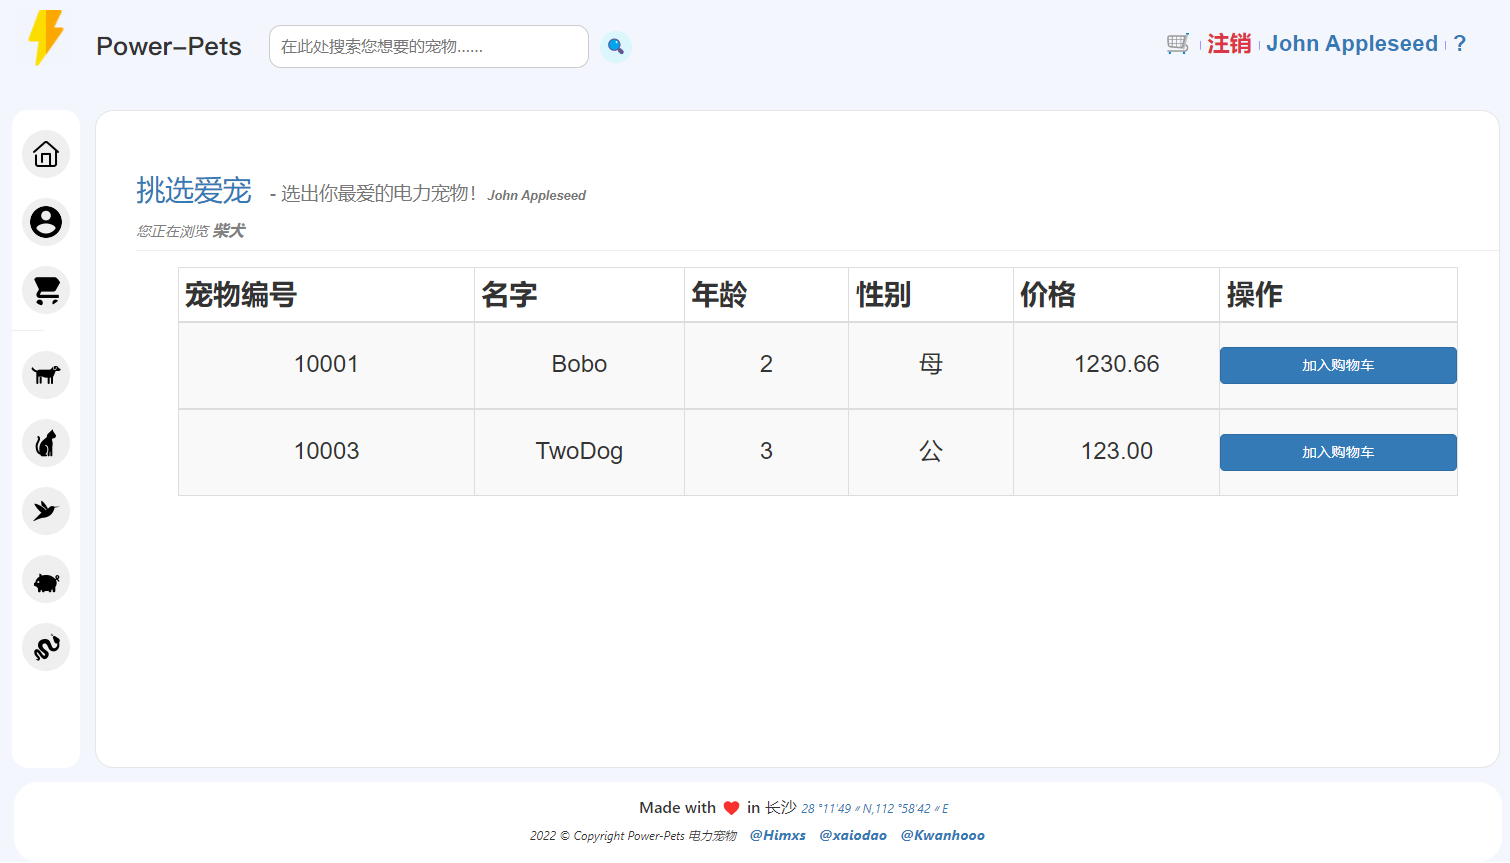 Power-Pets
在此处搜索您想要的宠物......
注销 John Appleseed ?
挑选爱宠 - 选出你最爱的电力宠物！John Appleseed
您正在浏览 柴犬
宠物编号 名字 年龄 性别 价格 操作
10001 Bobo 2 母 1230.66 加入购物车
10003 TwoDog 3 公 123.00 加入购物车
Made with ❤ in 长沙 28 °11'49〃N,112 °58'42〃E
2022 © Copyright Power-Pets 电力宠物 @Himxs @xaiodao @Kwanhooo